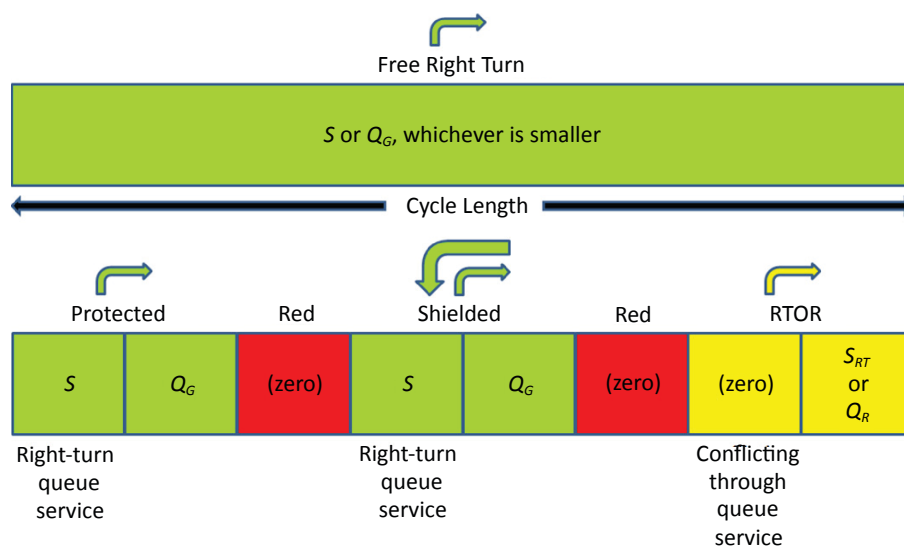 Free Right Turn
S or QG, whichever is smaller
Cycle Length
Protected Red Shielded Red RTOR
S QG (zero) S QG (zero) (zero) SRT
or
QR
Right-turn
queue
service
Right-turn
queue
service
Conflicting
through
queue
service